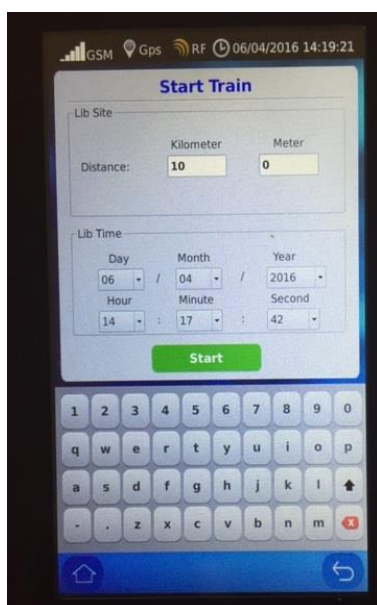 GSM Gps RF 06/04/2016 14:19:21
Start Train
Lib Site
Kilometer Meter
Distance: 10 0
Lib Time
Day Month Year
06 / 04 / 2016
Hour Minute Second
14 : 17 : 42
Start
1 2 3 4 5 6 7 8 9 0
q w e r t y u i o p
a s d f g h j k l
- . z x c v b n m